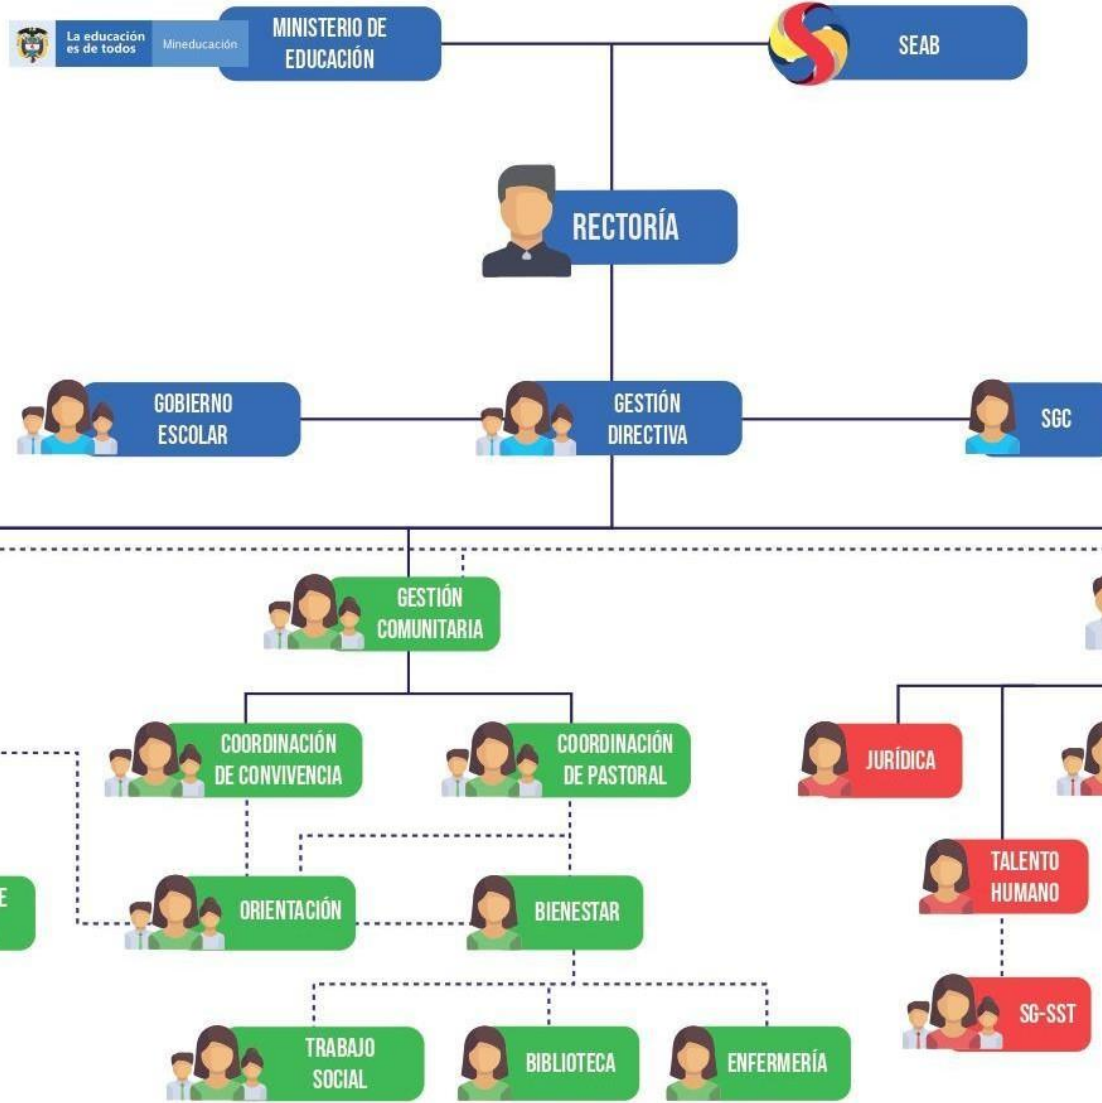 La educación
es de todos
Mineducación
MINISTERIO DE
EDUCACIÓN
SEAB
RECTORÍA
GOBIERNO
ESCOLAR
GESTIÓN
DIRECTIVA
SGC
GESTIÓN
COMUNITARIA
COORDINACIÓN
DE CONVIVENCIA
COORDINACIÓN
DE PASTORAL
JURÍDICA
TALENTO
HUMANO
E
ORIENTACIÓN
BIENESTAR
SG-SST
TRABAJO
SOCIAL
BIBLIOTECA
ENFERMERÍA